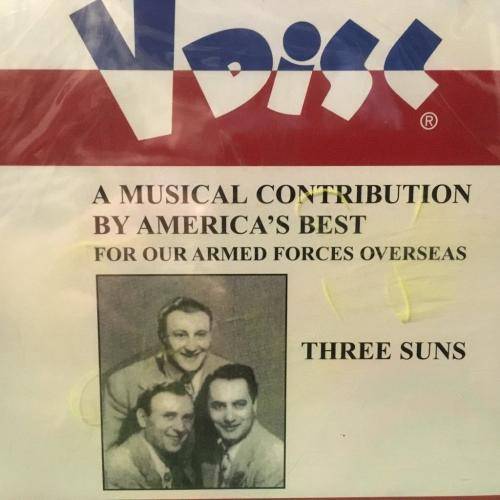 V DISC ®
A MUSICAL CONTRIBUTION
BY AMERICA'S BEST
FOR OUR ARMED FORCES OVERSEAS
THREE SUNS